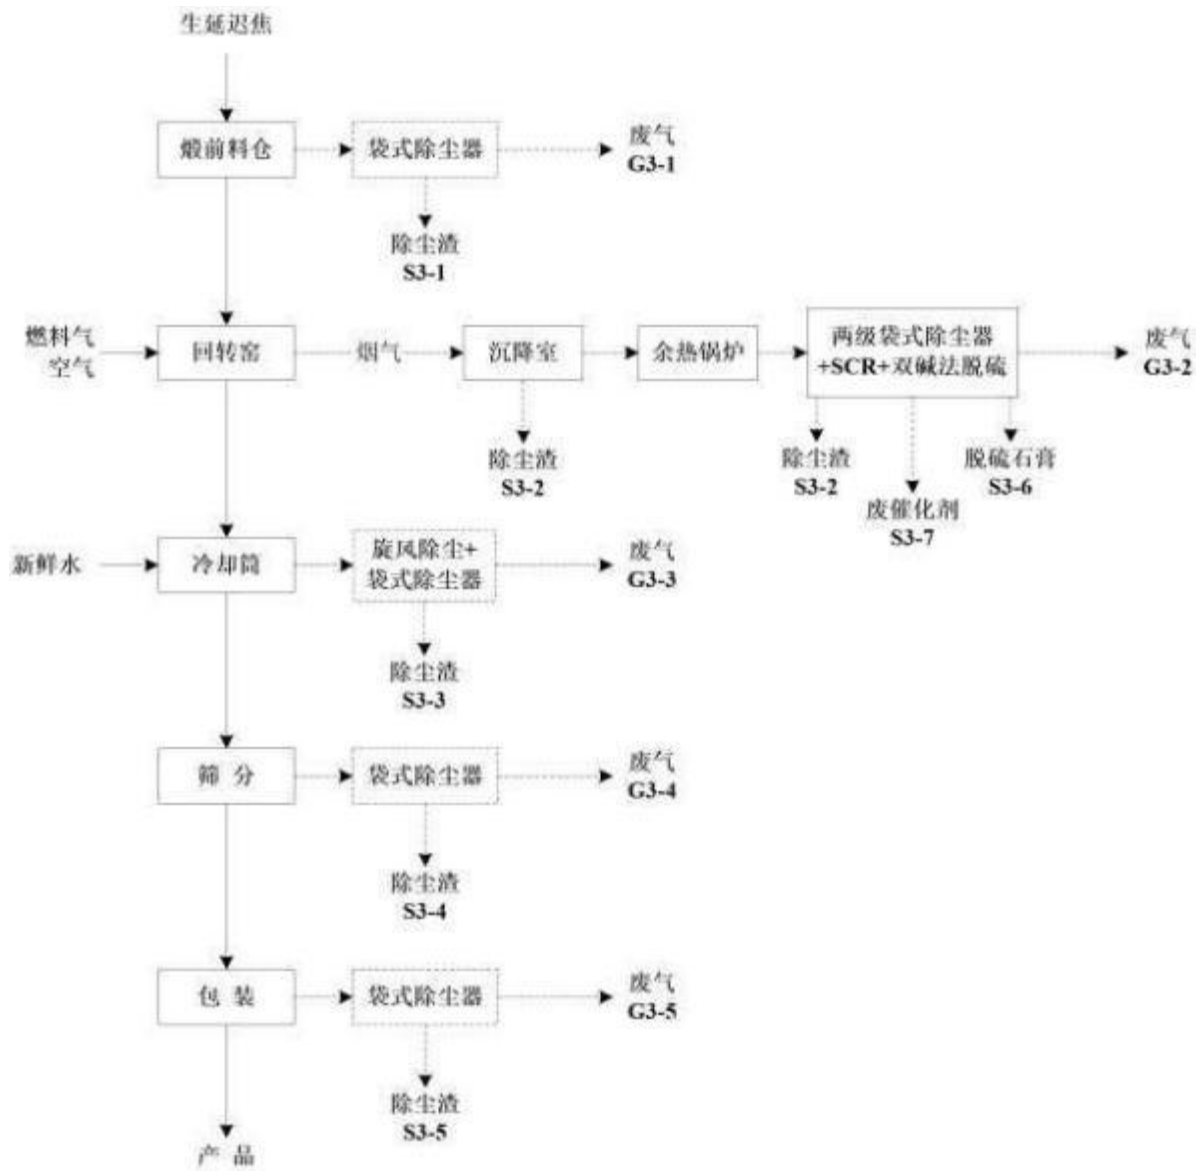 生延迟焦
煅前料仓
袋式除尘器
废气
G3-1
除尘渣
S3-1
燃料气
空气
回转窑
烟气
沉降室
余热锅炉
两级袋式除尘器
+SCR+双碱法脱硫
废气
G3-2
除尘渣
S3-2
除尘渣
S3-2
废催化剂
S3-7
脱硫石膏
S3-6
新鲜水
冷却筒
旋风除尘+
袋式除尘器
废气
G3-3
除尘渣
S3-3
筛 分
袋式除尘器
废气
G3-4
除尘渣
S3-4
包 装
袋式除尘器
废气
G3-5
除尘渣
S3-5
产 品